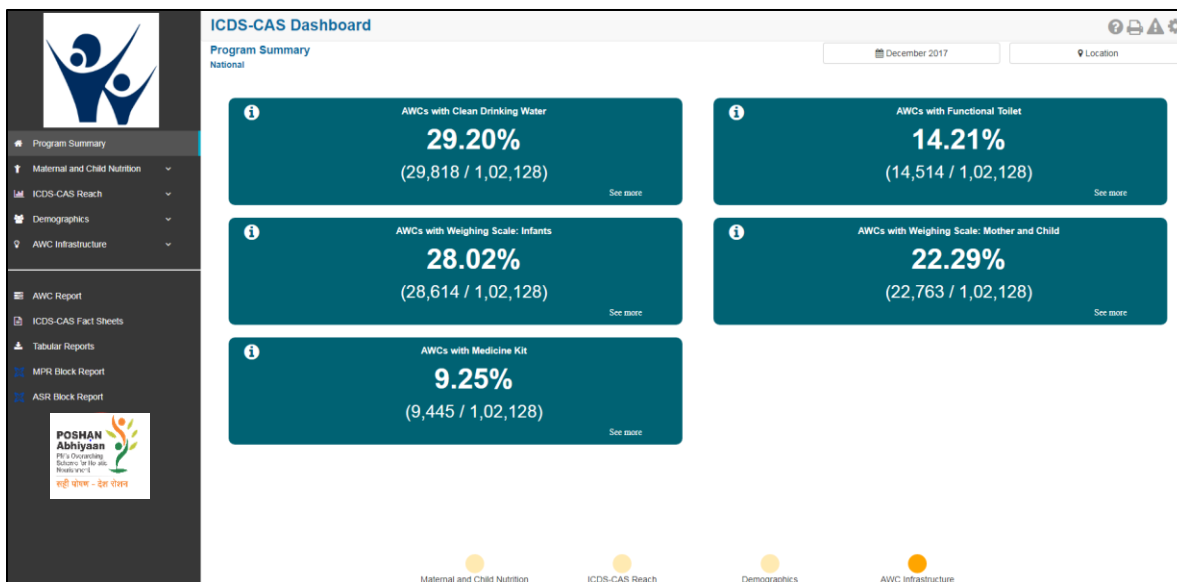 ICDS-CAS Dashboard
Program Summary
National
December 2017
Location
Program Summary
Maternal and Child Nutrition
ICDS-CAS Reach
Demographics
AWC Infrastructure
AWC Report
ICDS-CAS Fact Sheets
Tabular Reports
MPR Block Report
ASR Block Report
POSHAN
Abhiyaan
PM's Overarching
Scheme for Holistic
Nourishment
सही पोषण - देश रोशन
AWCs with Clean Drinking Water
29.20%
(29,818 / 1,02,128)
See more
AWCs with Functional Toilet
14.21%
(14,514 / 1,02,128)
See more
AWCs with Weighing Scale: Infants
28.02%
(28,614 / 1,02,128)
See more
AWCs with Weighing Scale: Mother and Child
22.29%
(22,763 / 1,02,128)
See more
AWCs with Medicine Kit
9.25%
(9,445 / 1,02,128)
See more
Maternal and Child Nutrition
ICDS-CAS Reach
Demographics
AWC Infrastructure